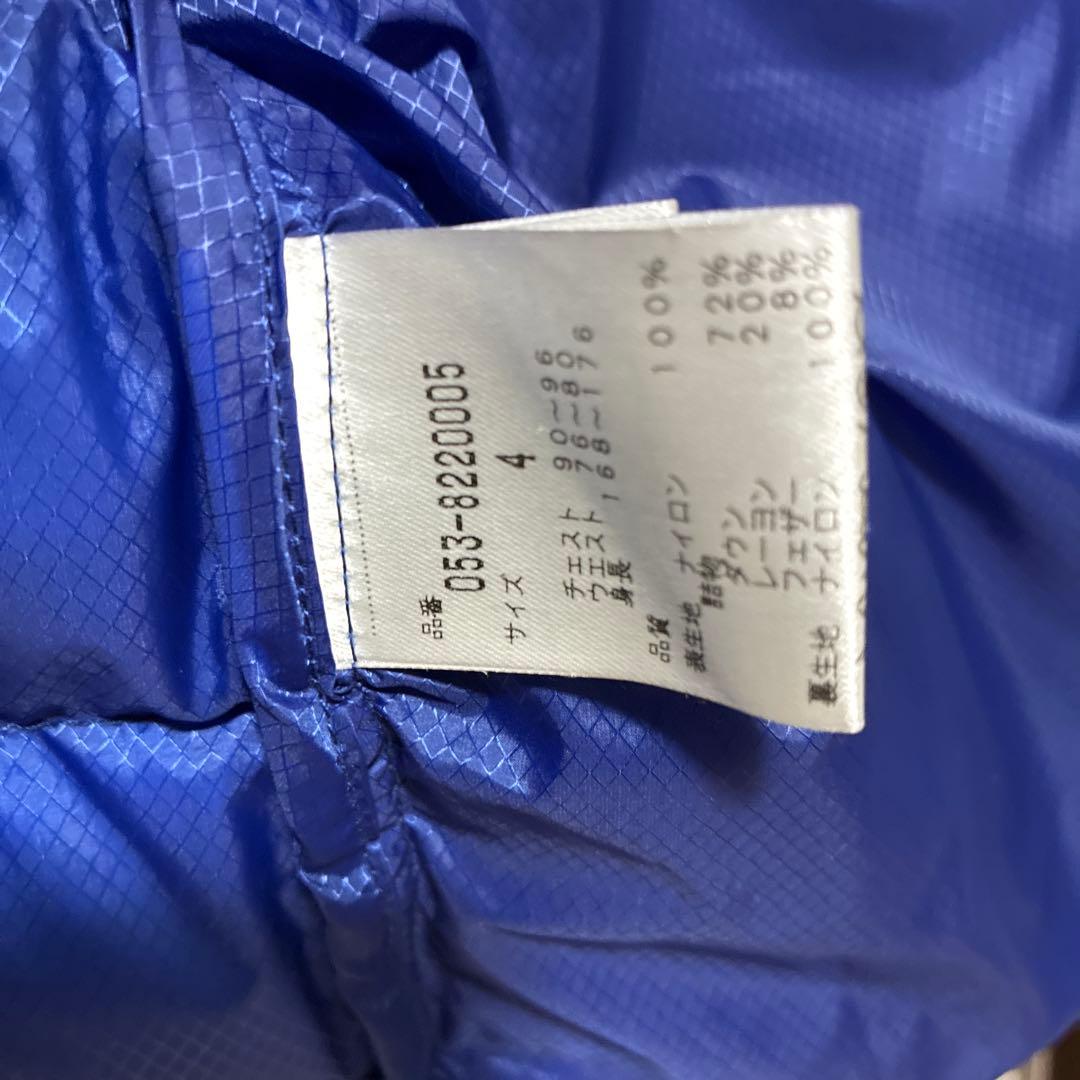 品番
053-8220005
サイズ 4
チェスト 90〜96
ウエスト 76〜80
身長 168〜176
品質
表生地 ナイロン 100%
詰物
ダウン 72%
レーヨン 20%
フェザー 8%
裏生地 ナイロン 100%